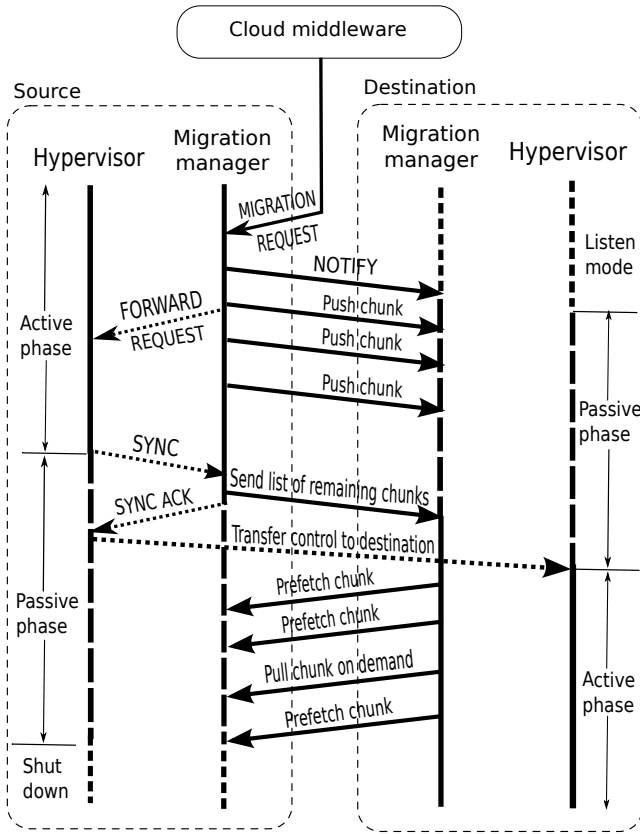 Cloud middleware
Source
Destination
Hypervisor
Migration
manager
Migration
manager
Hypervisor
MIGRATION
REQUEST
Listen
mode
NOTIFY
FORWARD
REQUEST
Push chunk
Active
phase
Push chunk
Push chunk
Passive
phase
SYNC
Send list of remaining chunks
SYNC ACK
Transfer control to destination
Prefetch chunk
Passive
phase
Prefetch chunk
Pull chunk on demand
Active
phase
Prefetch chunk
Shut
down